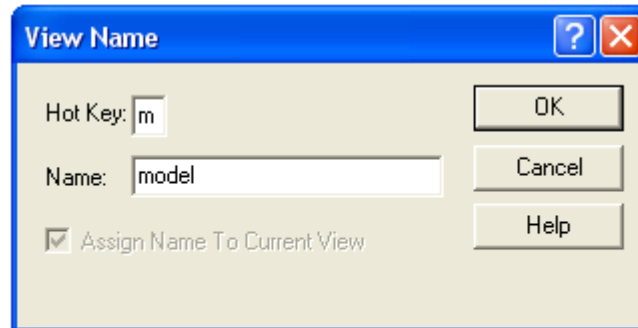 View Name
Hot Key: m
OK
Name: model
Cancel
Assign Name To Current View
Help